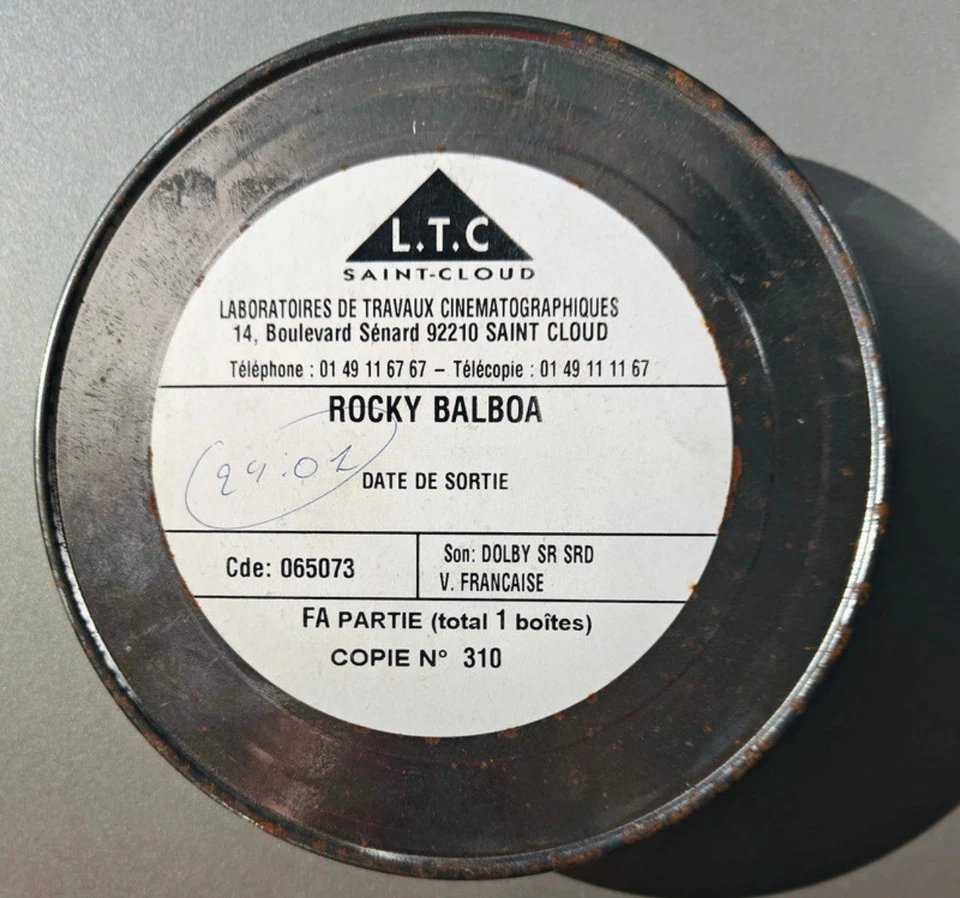 L.T.C
SAINT-CLOUD
LABORATOIRES DE TRAVAUX CINEMATOGRAPHIQUES
14, Boulevard Sénard 92210 SAINT CLOUD
Téléphone : 01 49 11 67 67 – Télécopie : 01 49 11 11 67
ROCKY BALBOA
24.01
DATE DE SORTIE
Cde: 065073
Son: DOLBY SR SRD
V. FRANCAISE
FA PARTIE (total 1 boîtes)
COPIE N° 310